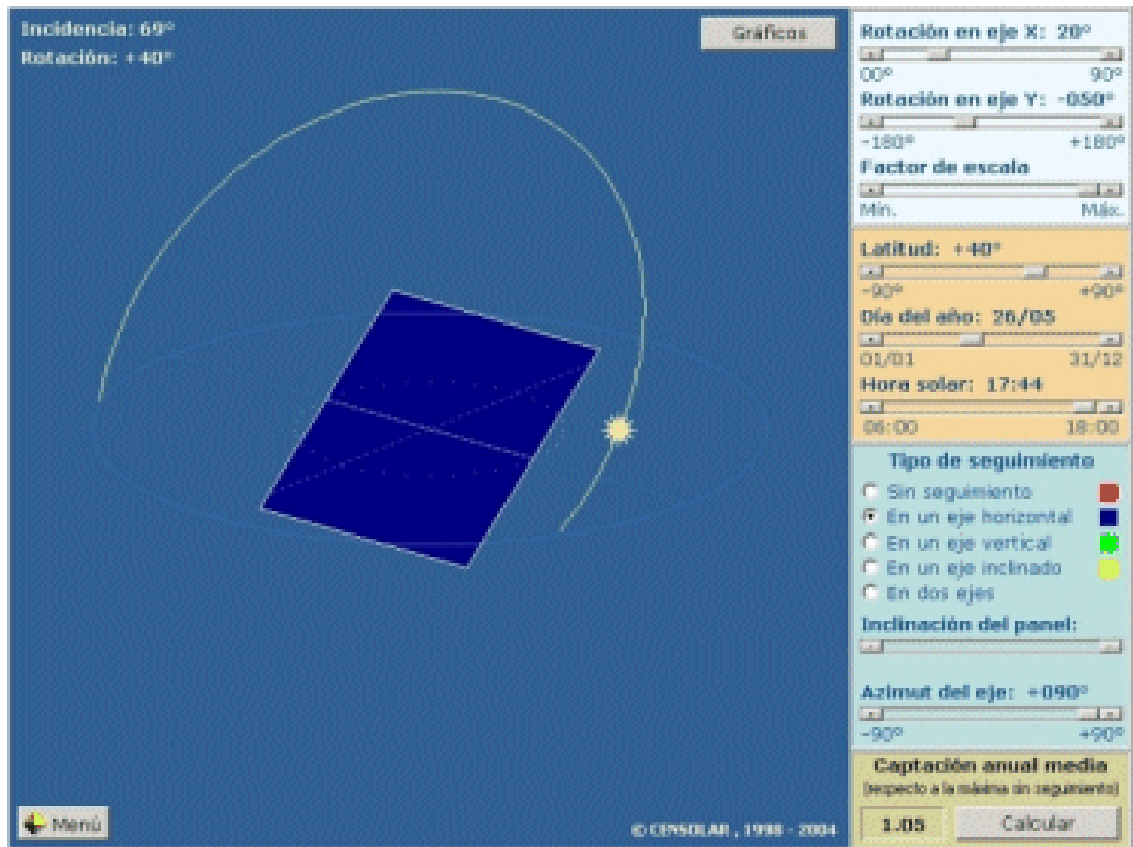 Incidencia: 69º
Rotación: +40º
Gráficos
Rotación en eje X: 20º
00º 90º
Rotación en eje Y: -050º
-180º +180º
Factor de escala
Mín. Máx.
Latitud: +40º
-90º +90º
Día del año: 26/05
01/01 31/12
Hora solar: 17:44
06:00 18:00
Tipo de seguimiento
Sin seguimiento
En un eje horizontal
En un eje vertical
En un eje inclinado
En dos ejes
Inclinación del panel:
Azimut del eje: +090º
-90º +90º
Captación anual media
(respecto a la máxima sin seguimiento)
1.05 Calcular
Menú
© CENSOLAR , 1998 - 2004